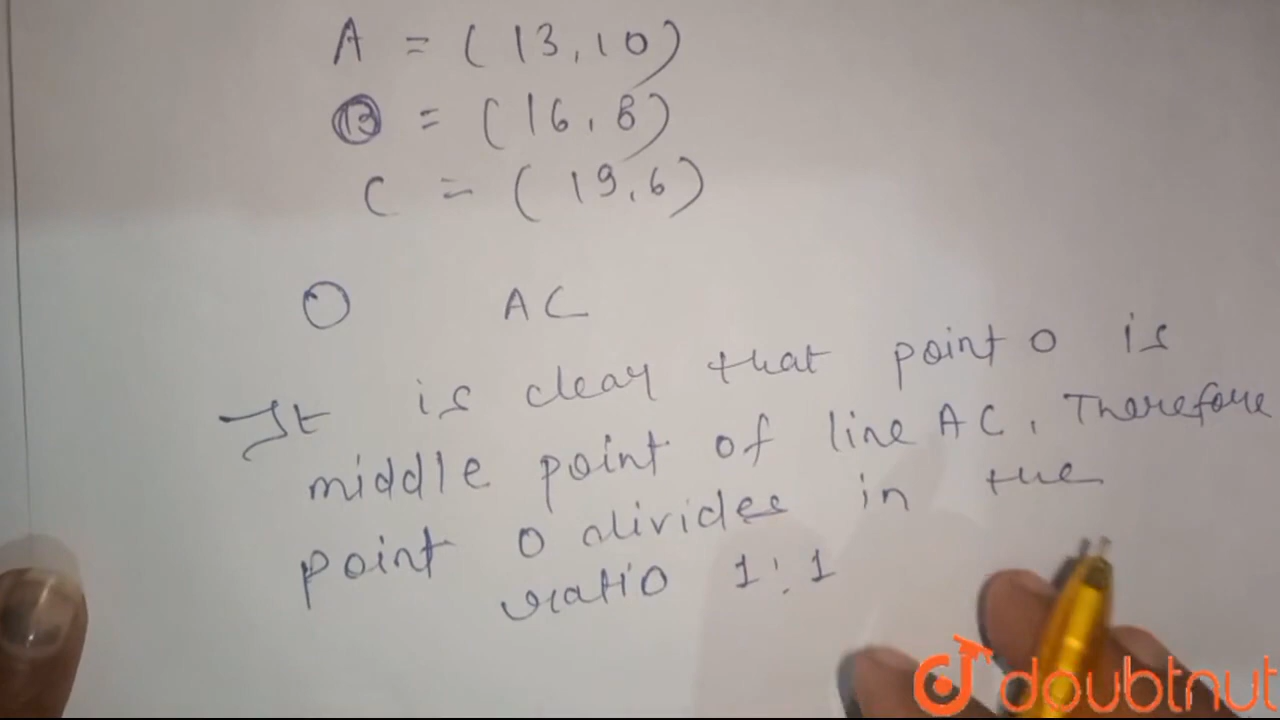 A = (13, 10)
B = (16, 8)
C = (19, 6)
O AC
It is clear that point O is
middle point of line AC. Therefore
point O divides in the
ratio 1:1
doubtnut